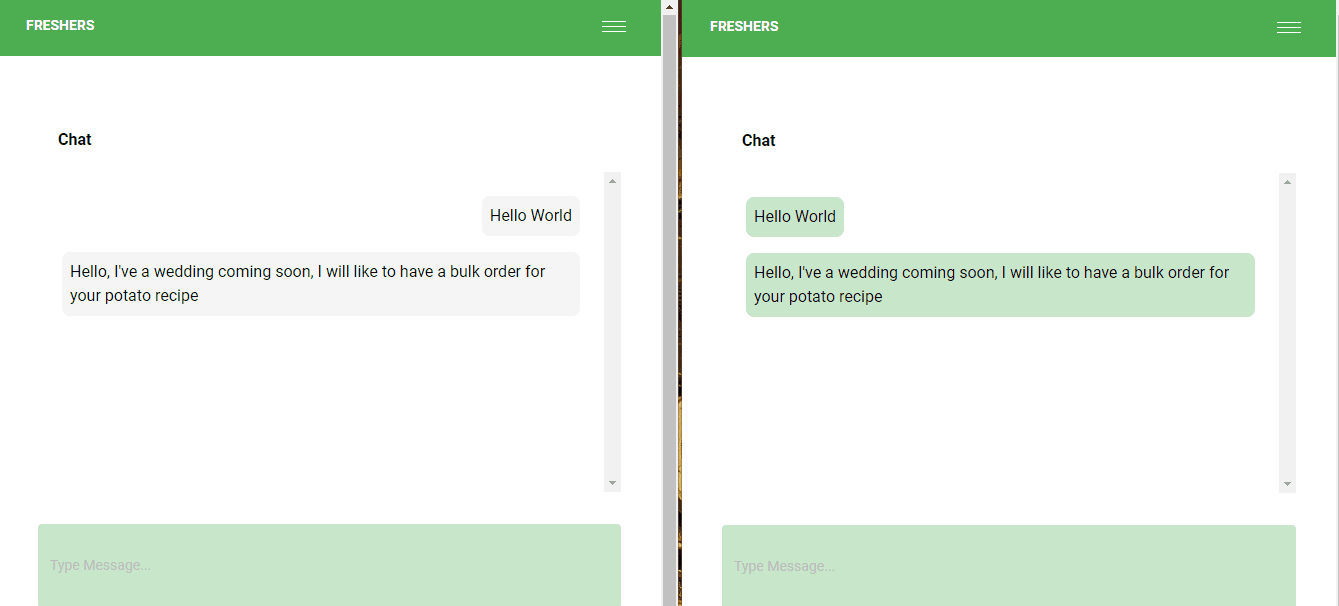 FRESHERS
Chat
Hello World
Hello, I've a wedding coming soon, I will like to have a bulk order for
your potato recipe
Type Message...
FRESHERS
Chat
Hello World
Hello, I've a wedding coming soon, I will like to have a bulk order for
your potato recipe
Type Message...